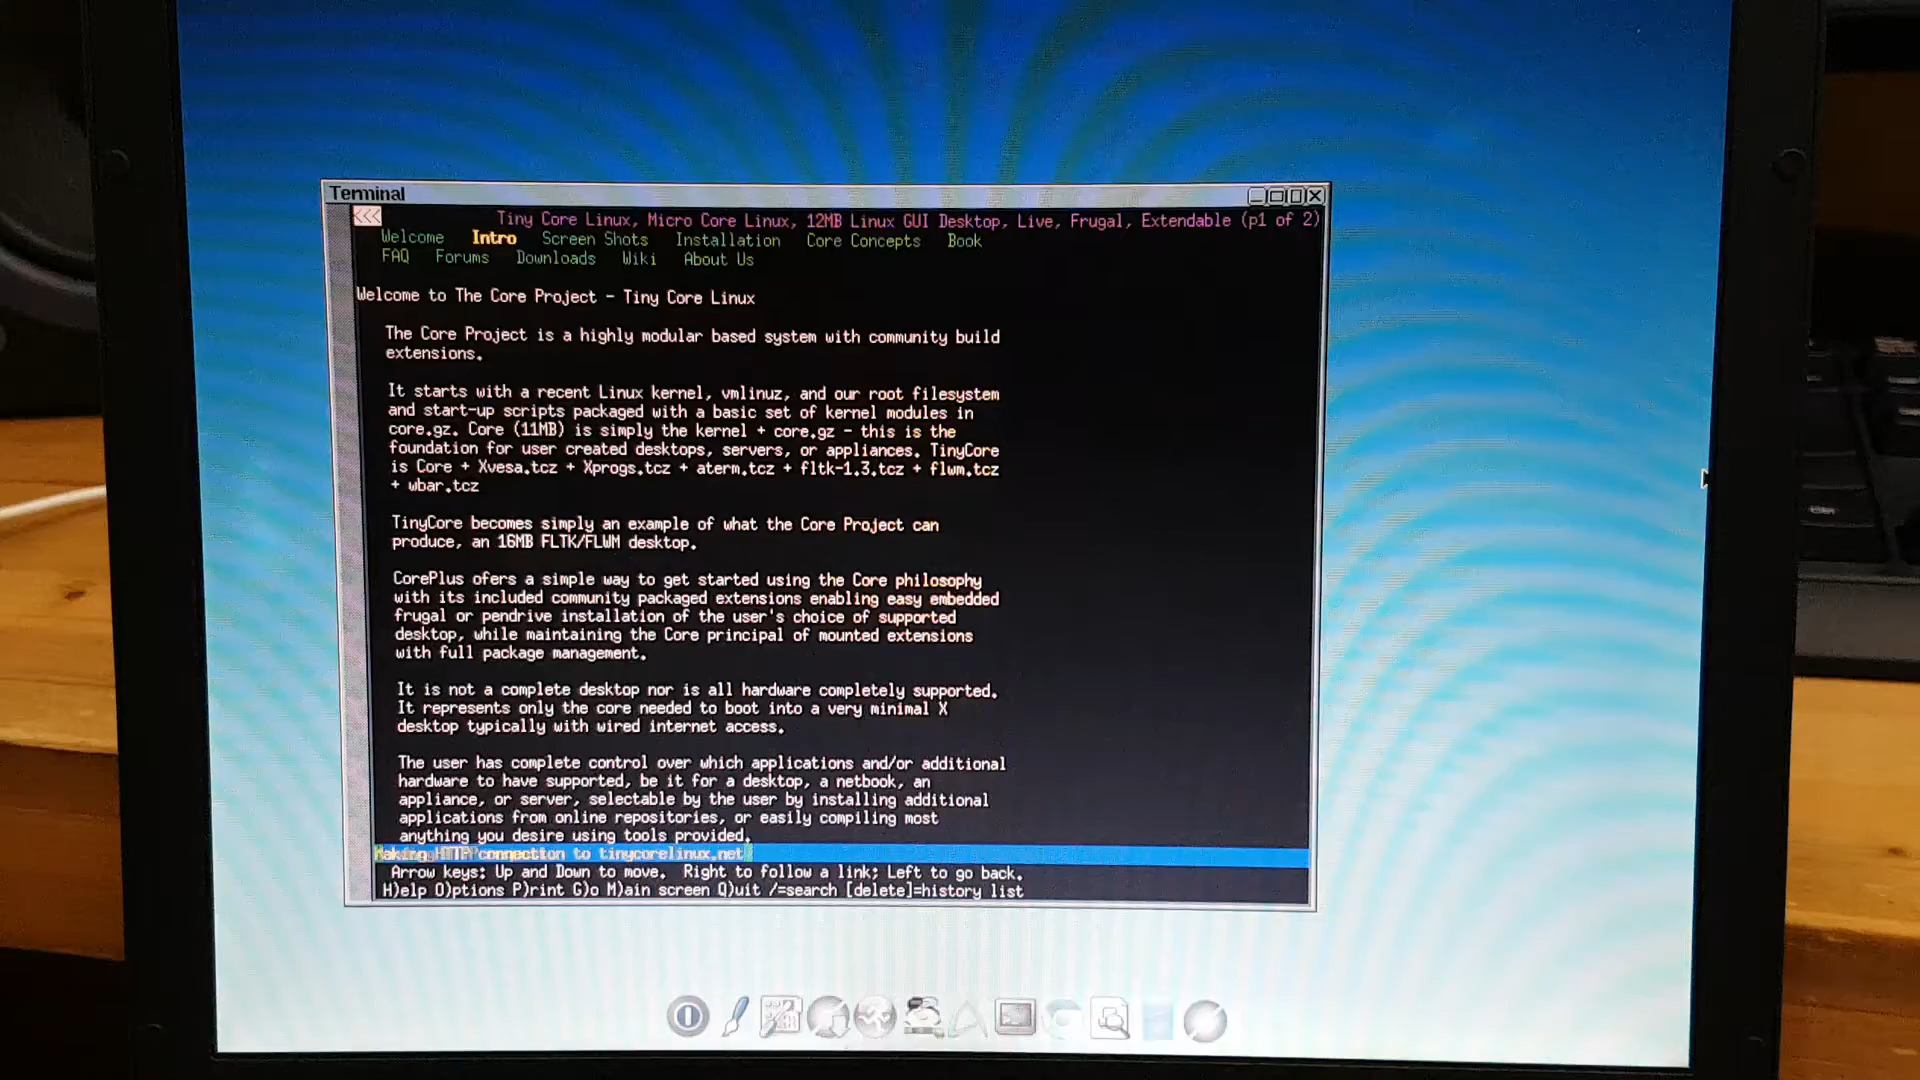 Terminal
<<<
Tiny Core Linux, Micro Core Linux, 12MB Linux GUI Desktop, Live, Frugal, Extendable (p1 of 2)
Welcome Intro Screen Shots Installation Core Concepts Book
FAQ Forums Downloads Wiki About Us
Welcome to The Core Project - Tiny Core Linux
The Core Project is a highly modular based system with community build
extensions.
It starts with a recent Linux kernel, vmlinuz, and our root filesystem
and start-up scripts packaged with a basic set of kernel modules in
core.gz. Core (11MB) is simply the kernel + core.gz - this is the
foundation for user created desktops, servers, or appliances. TinyCore
is Core + Xvesa.tcz + Xprogs.tcz + aterm.tcz + fltk-1.3.tcz + flwm.tcz
+ wbar.tcz
TinyCore becomes simply an example of what the Core Project can
produce, an 16MB FLTK/FLWM desktop.
CorePlus ofers a simple way to get started using the Core philosophy
with its included community packaged extensions enabling easy embedded
frugal or pendrive installation of the user's choice of supported
desktop, while maintaining the Core principal of mounted extensions
with full package management.
It is not a complete desktop nor is all hardware completely supported.
It represents only the core needed to boot into a very minimal X
desktop typically with wired internet access.
The user has complete control over which applications and/or additional
hardware to have supported, be it for a desktop, a netbook, an
appliance, or server, selectable by the user by installing additional
applications from online repositories, or easily compiling most
anything you desire using tools provided.
Making HTTP connection to tinycorelinux.net
Arrow keys: Up and Down to move. Right to follow a link; Left to go back.
H)elp O)ptions P)rint G)o M)ain screen Q)uit /=search [delete]=history list